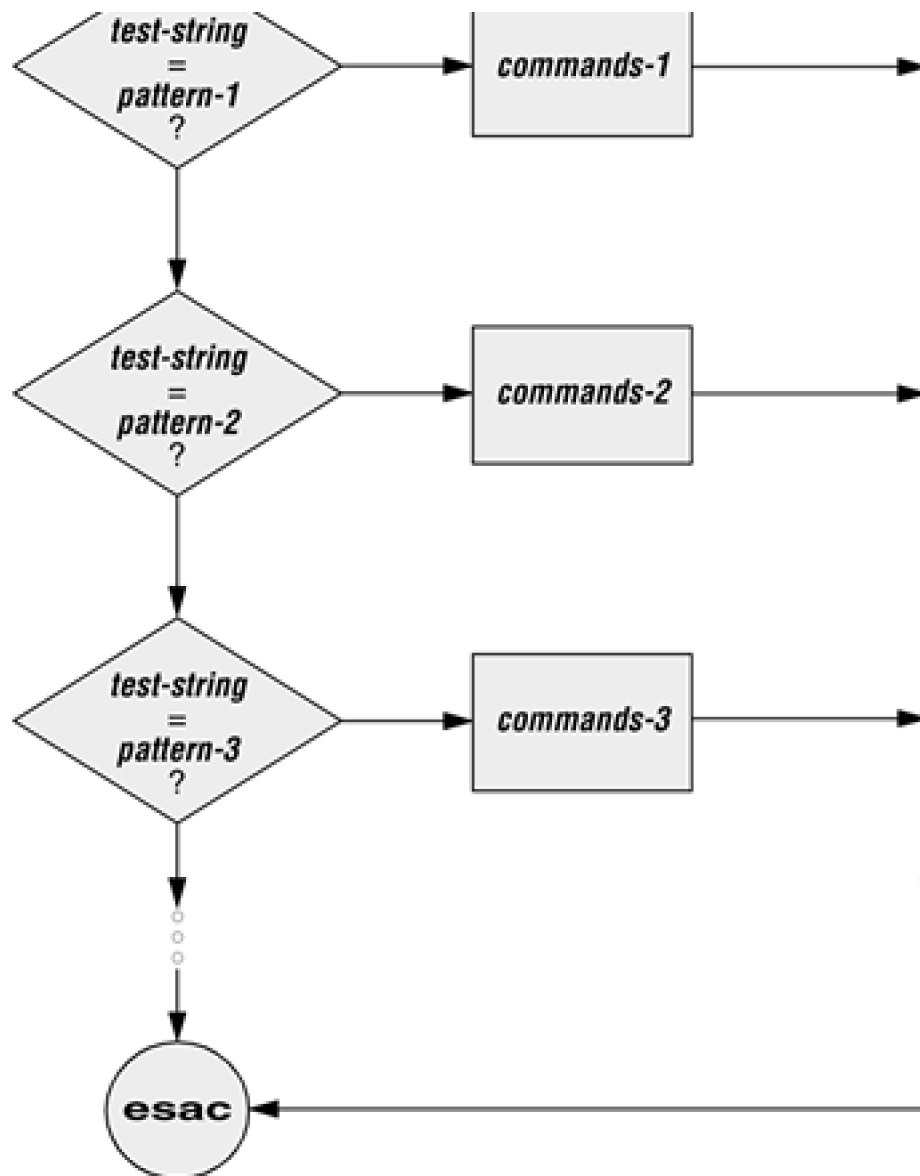 test-string
=
pattern-1
?
commands-1
test-string
=
pattern-2
?
commands-2
test-string
=
pattern-3
?
commands-3
esac